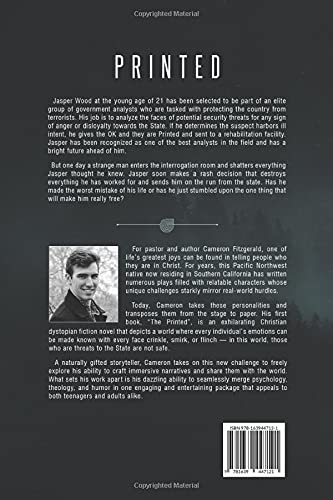 PRINTED
Jasper Wood at the young age of 21 has been selected to be part of an elite
group of government analysts who are tasked with protecting the country from
terrorists. His job is to analyze the faces of potential security threats for any sign
of anger or disloyalty towards the State. If he determines the suspect harbors ill
intent, he gives the OK and they are Printed and sent to a rehabilitation facility.
Jasper has been recognized as one of the best analysts in the field and has a
bright future ahead of him.
But one day a strange man enters the interrogation room and shatters everything
Jasper thought he knew. Jasper soon makes a rash decision that destroys
everything he has worked for and sends him on the run from the state. Has he
made the worst mistake of his life or has he just stumbled upon the one thing that
will make him really free?
For pastor and author Cameron Fitzgerald, one of
life's greatest joys can be found in telling people who
they are in Christ. For years, this Pacific Northwest
native now residing in Southern California has written
numerous plays filled with relatable characters whose
unique challenges starkly mirror real-world hurdles.
Today, Cameron takes those personalities and
transposes them from the stage to paper. His first
book, “The Printed”, is an exhilarating Christian
dystopian fiction novel that depicts a world where every individual's emotions can
be made known with every face crinkle, smirk, or flinch — in this world, those
who are threats to the State are not safe.
A naturally gifted storyteller, Cameron takes on this new challenge to freely
explore his ability to craft immersive narratives and share them with the world.
What sets his work apart is his dazzling ability to seamlessly merge psychology,
theology, and humor in one engaging and entertaining package that appeals to
both teenagers and adults alike.
ISBN 978-163944712-1
9 781639 447121